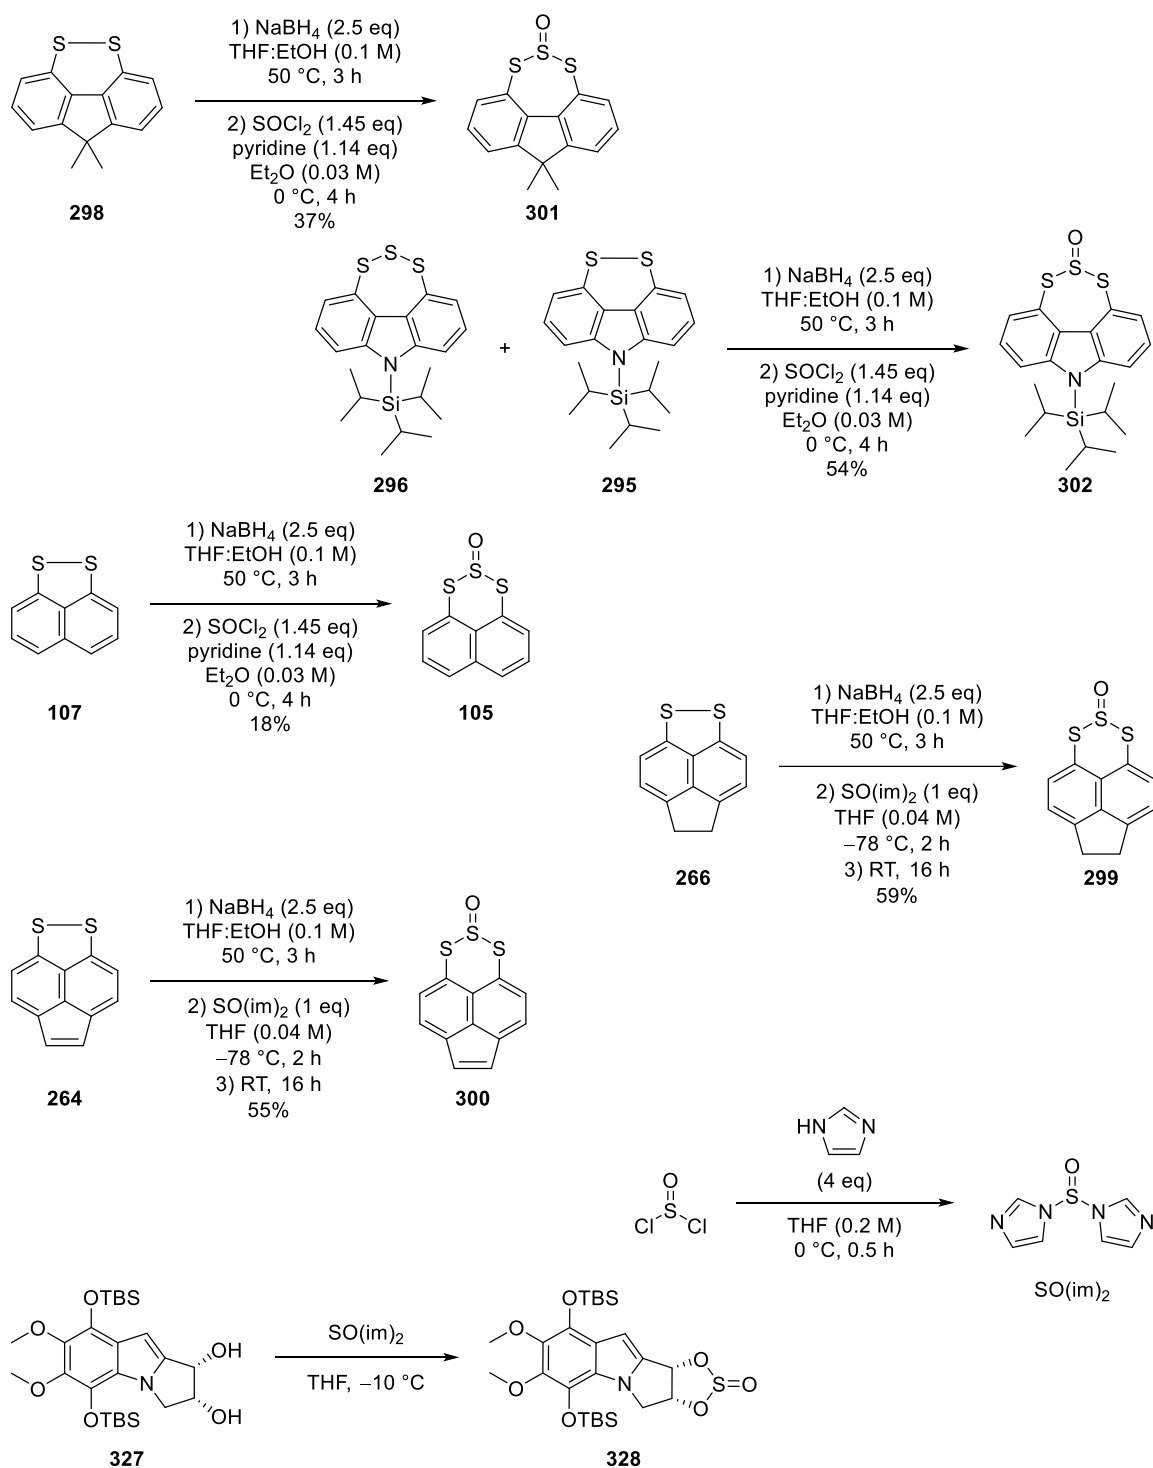 S S
1) NaBH4 (2.5 eq)
THF:EtOH (0.1 M)
50 °C, 3 h
2) SOCl2 (1.45 eq)
pyridine (1.14 eq)
Et2O (0.03 M)
0 °C, 4 h
37%
O
S
S S
298
301
S
S S
N
Si
296
+
S S
N
Si
295
1) NaBH4 (2.5 eq)
THF:EtOH (0.1 M)
50 °C, 3 h
2) SOCl2 (1.45 eq)
pyridine (1.14 eq)
Et2O (0.03 M)
0 °C, 4 h
54%
O
S
S S
N
Si
302
S S
107
1) NaBH4 (2.5 eq)
THF:EtOH (0.1 M)
50 °C, 3 h
2) SOCl2 (1.45 eq)
pyridine (1.14 eq)
Et2O (0.03 M)
0 °C, 4 h
18%
O
S
S S
105
S S
266
1) NaBH4 (2.5 eq)
THF:EtOH (0.1 M)
50 °C, 3 h
2) SO(im)2 (1 eq)
THF (0.04 M)
–78 °C, 2 h
3) RT, 16 h
59%
O
S
S S
299
S S
264
1) NaBH4 (2.5 eq)
THF:EtOH (0.1 M)
50 °C, 3 h
2) SO(im)2 (1 eq)
THF (0.04 M)
–78 °C, 2 h
3) RT, 16 h
55%
O
S
S S
300
O
S
Cl Cl
HN N
(4 eq)
THF (0.2 M)
0 °C, 0.5 h
O
S
N N N N
SO(im)2
OTBS
O
O
N
OTBS
OH
OH
327
SO(im)2
THF, –10 °C
OTBS
O
O
N
OTBS
O
S O
O
328